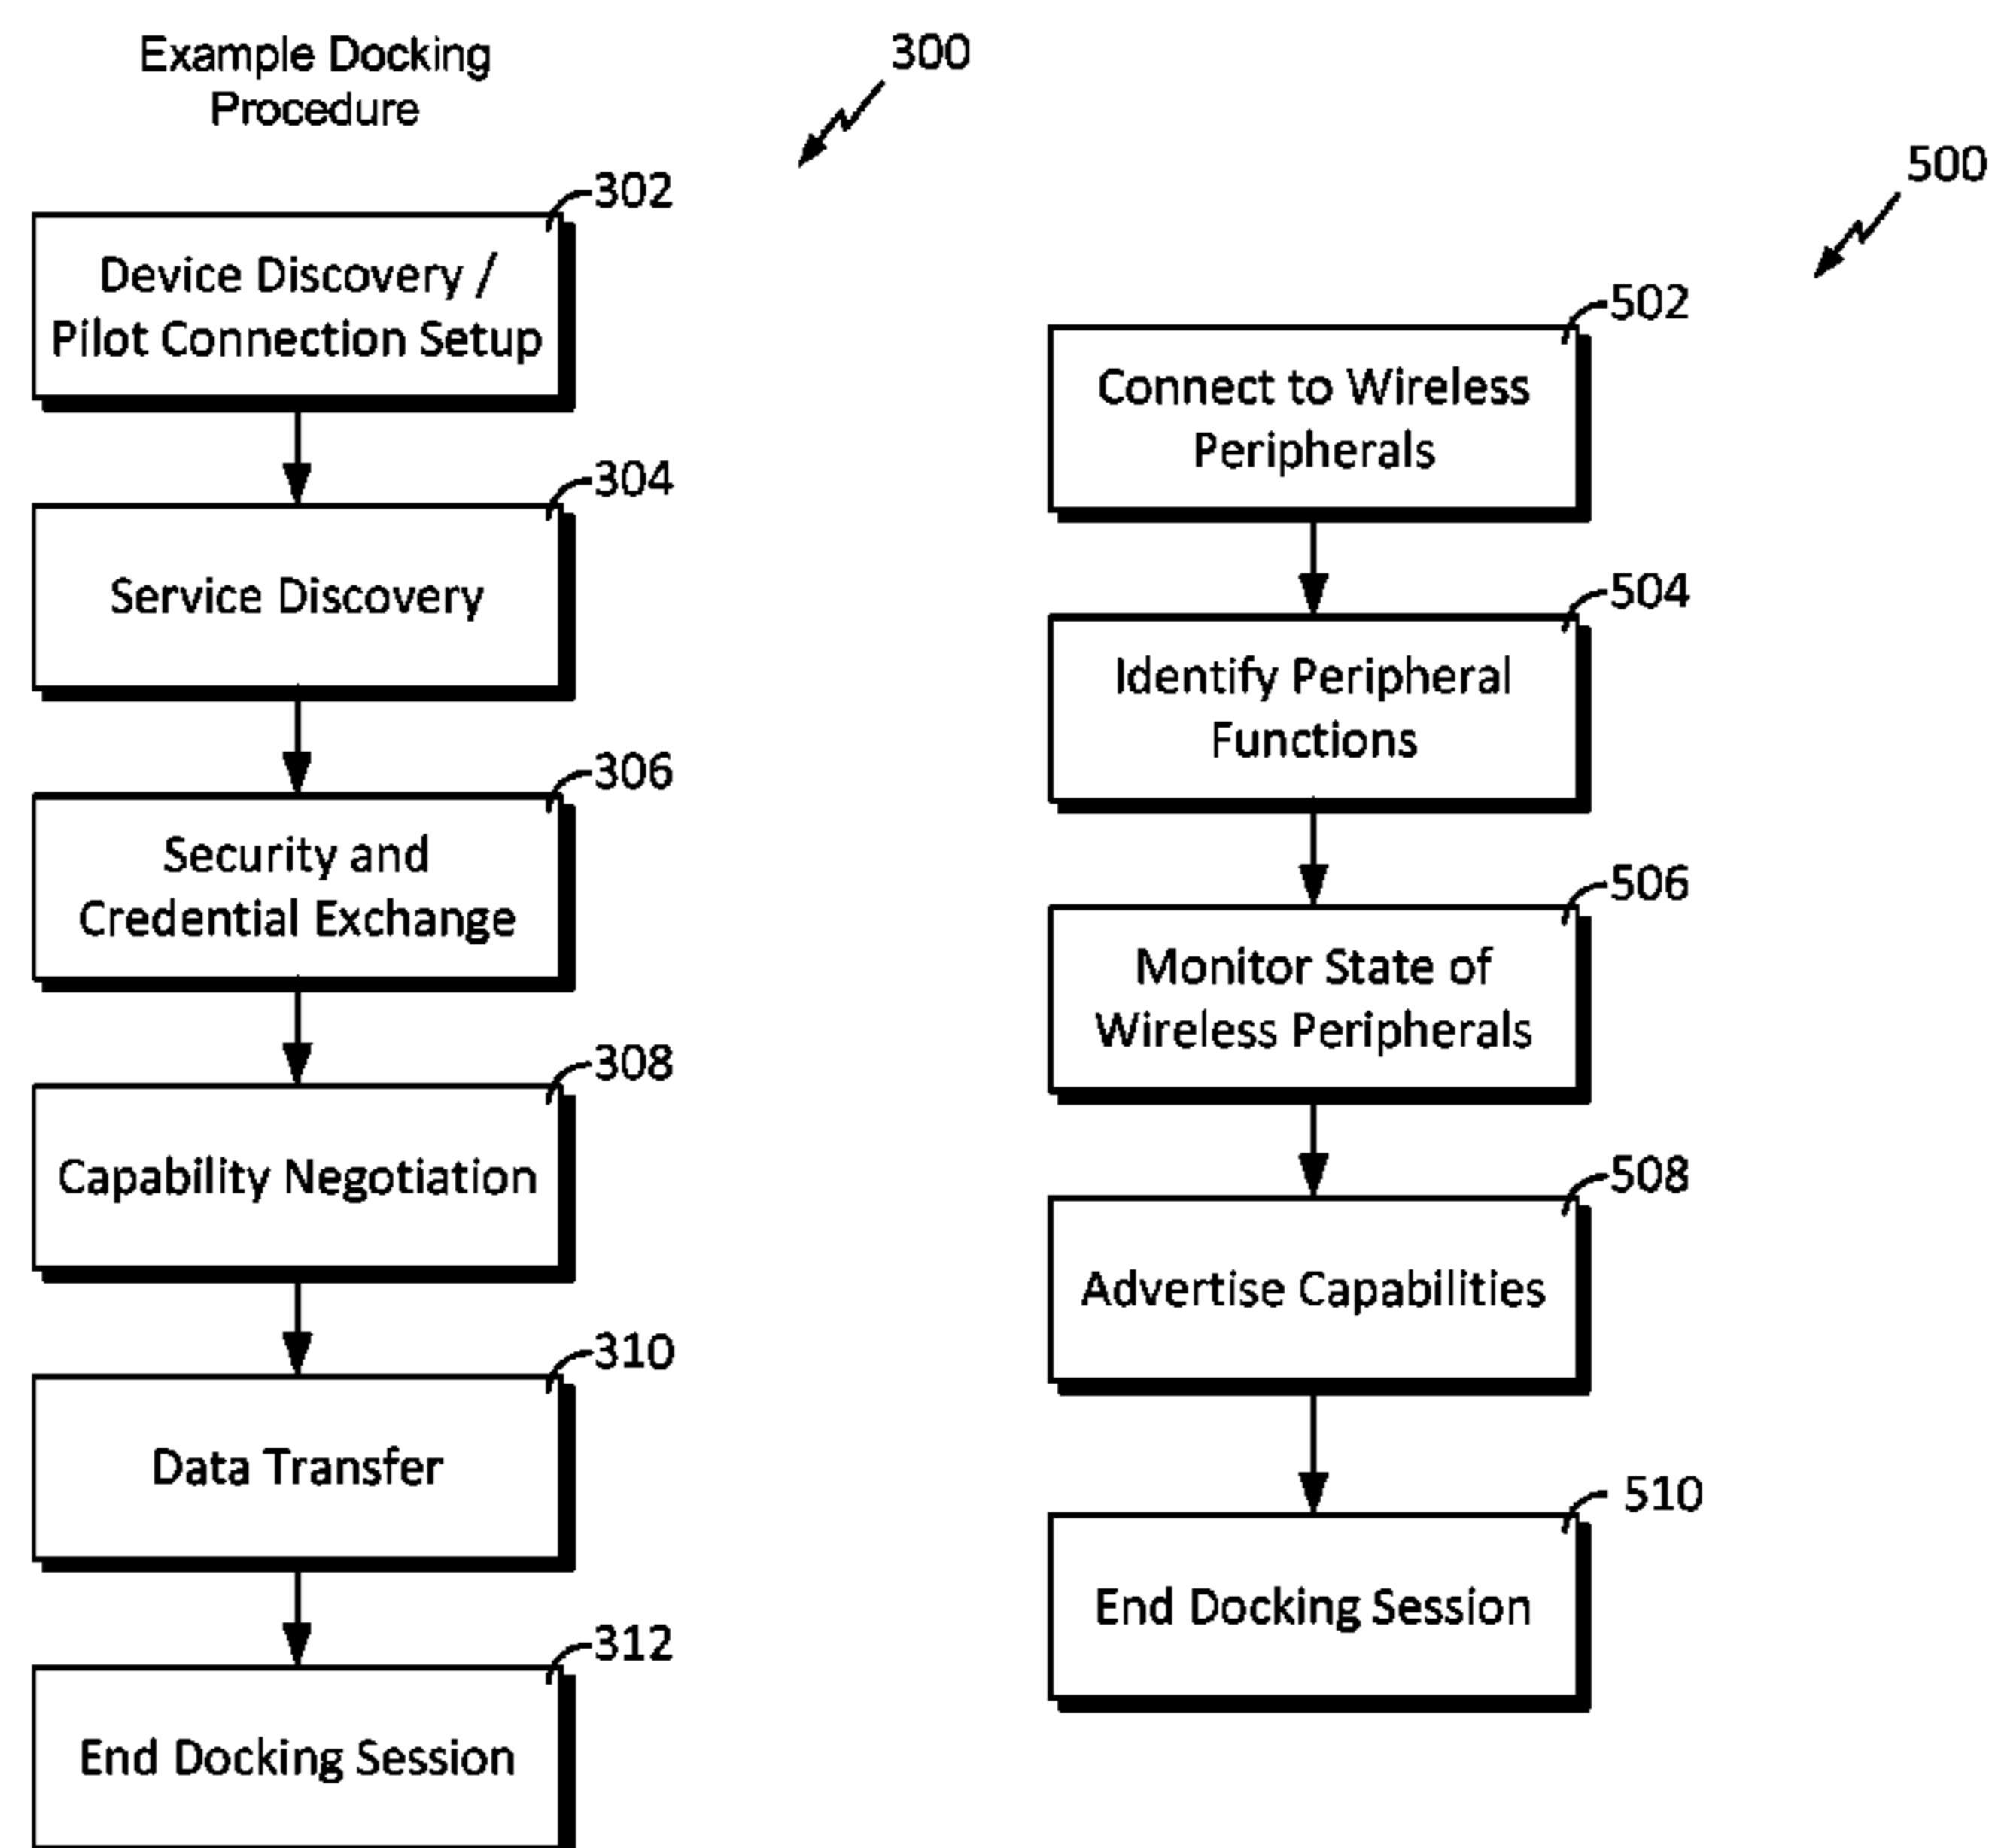 Example Docking
Procedure
300
302
Device Discovery /
Pilot Connection Setup
304
Service Discovery
306
Security and
Credential Exchange
308
Capability Negotiation
310
Data Transfer
312
End Docking Session
500
502
Connect to Wireless
Peripherals
504
Identify Peripheral
Functions
506
Monitor State of
Wireless Peripherals
508
Advertise Capabilities
510
End Docking Session